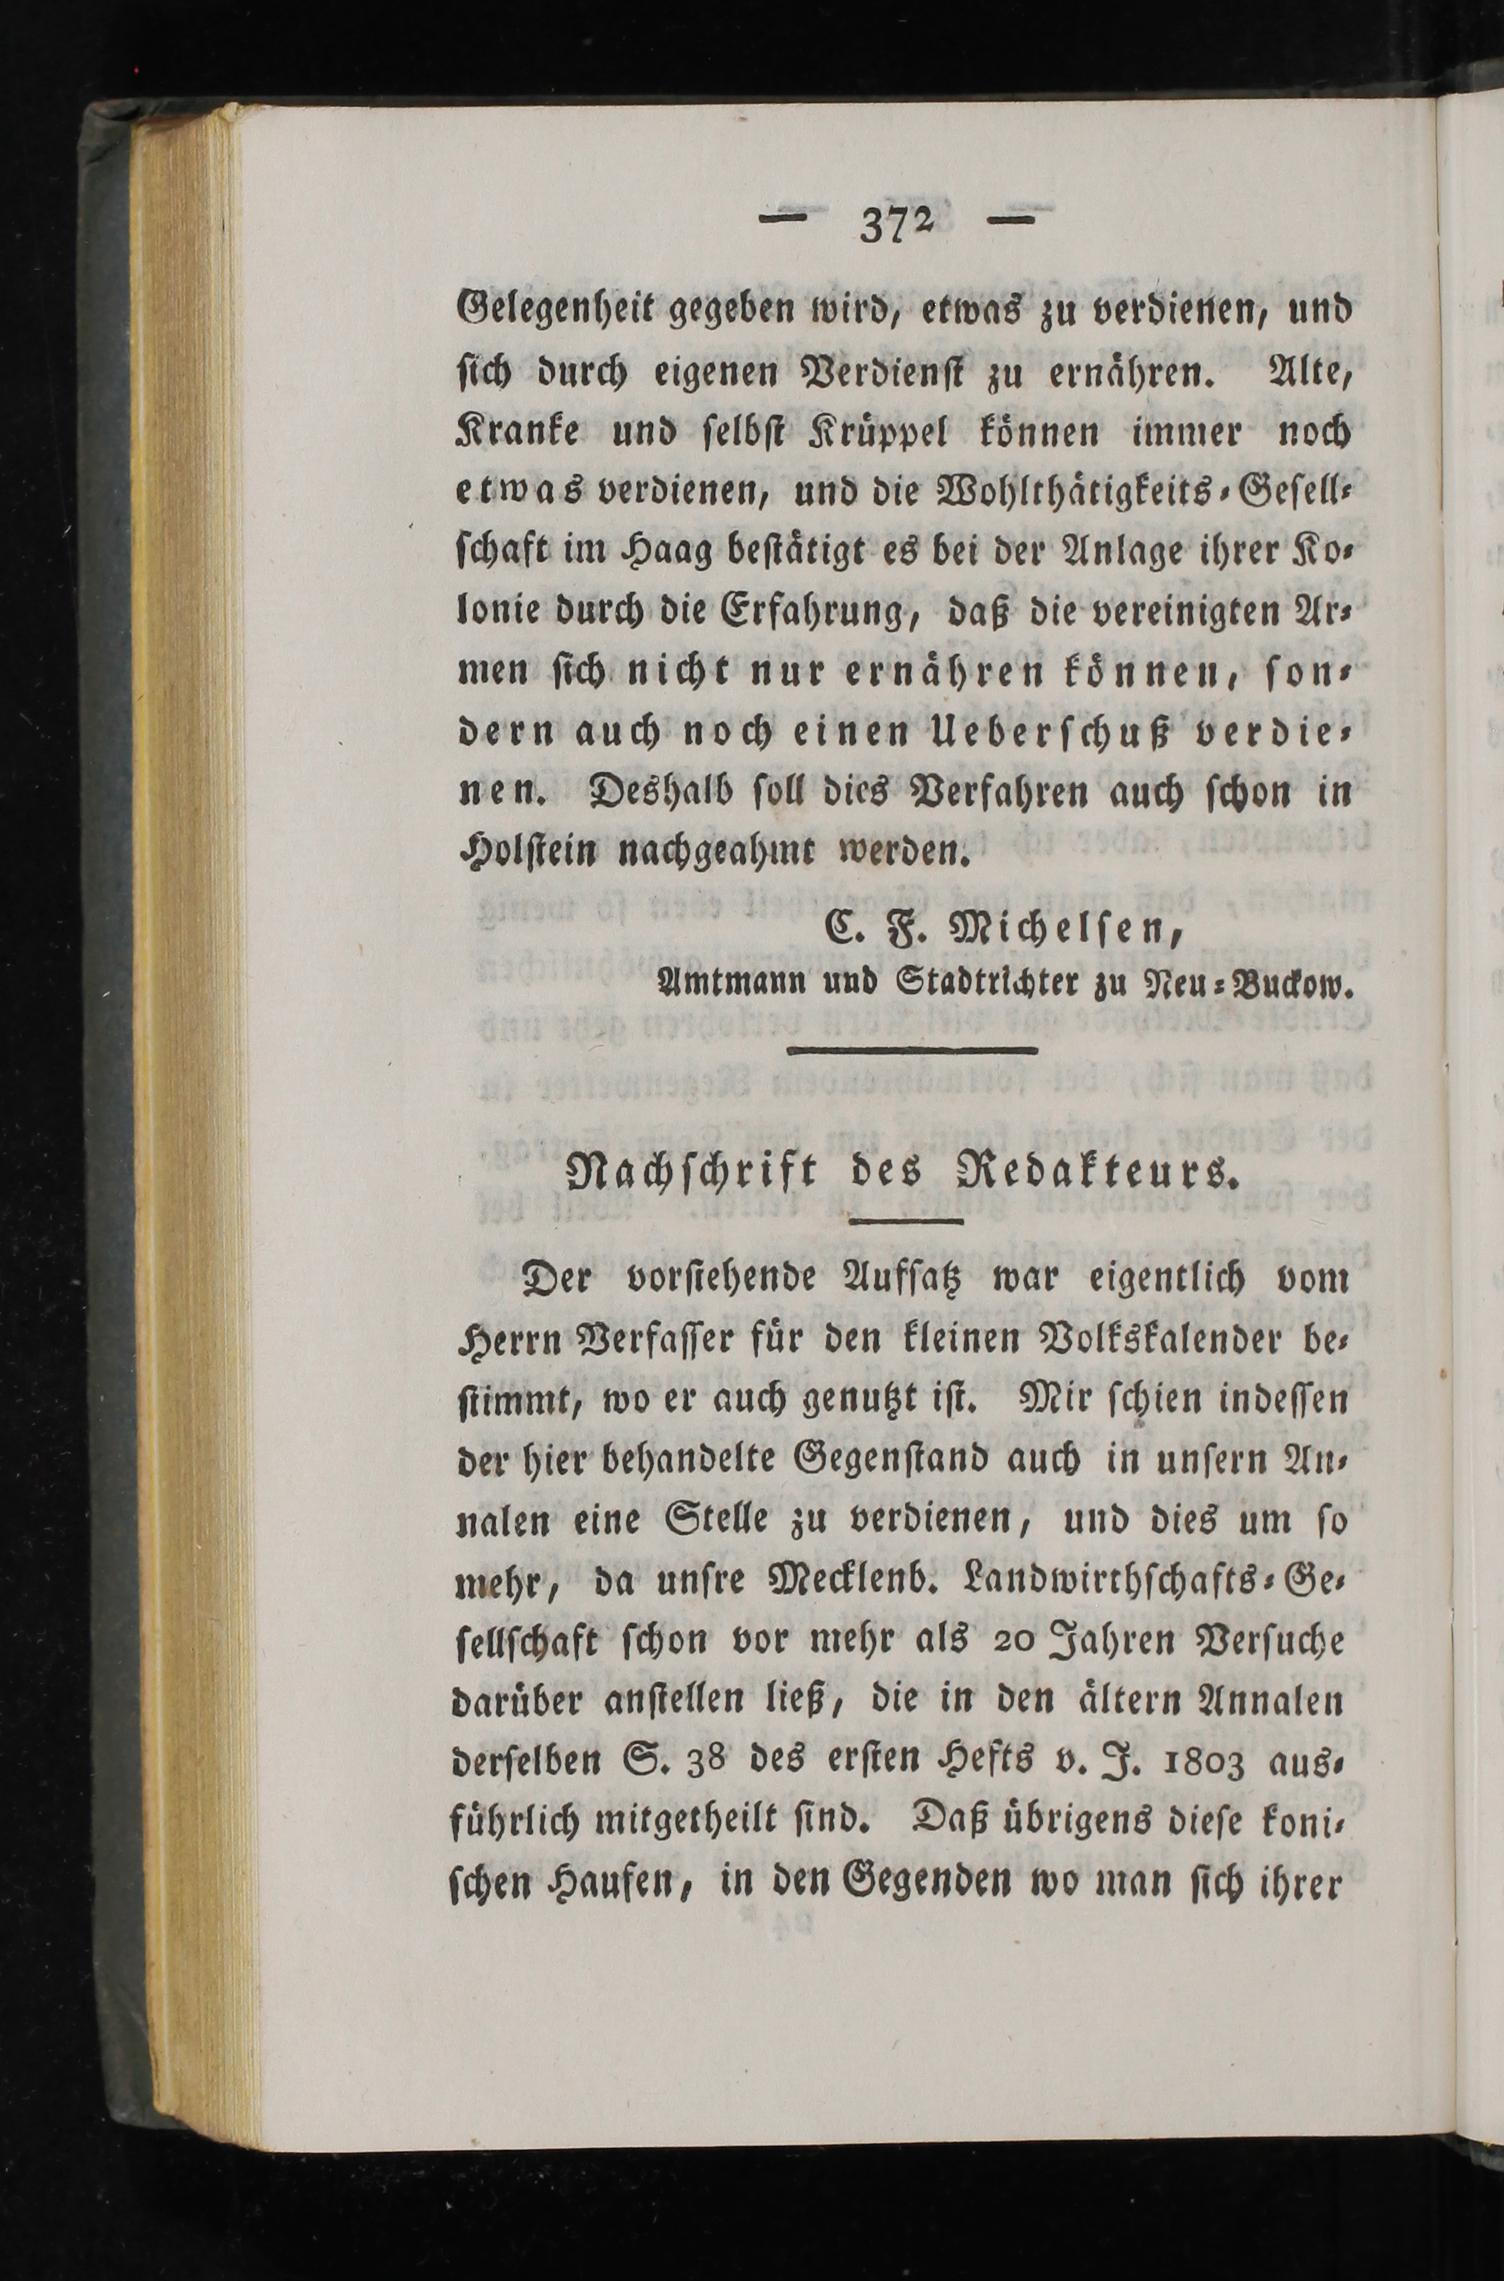 — 372 —
Gelegenheit gegeben wird, etwas zu verdienen, und
ſich durch eigenen Verdienſt zu ernähren. Alte,
Kranke und ſelbſt Krüppel können immer noch
etwas verdienen, und die Wohlthätigkeits⸗Geſell⸗
ſchaft im Haag beſtätigt es bei der Anlage ihrer Ko⸗
lonie durch die Erfahrung, daß die vereinigten Ar⸗
men ſich nicht nur ernähren können, ſon⸗
dern auch noch einen Ueberſchuß verdie⸗
nen. Deshalb ſoll dies Verfahren auch ſchon in
Holſtein nachgeahmt werden.
C. F. Michelſen,
Amtmann und Stadtrichter zu Neu⸗Buckow.
Nachſchrift des Redakteurs.
Der vorſtehende Aufſatz war eigentlich vom
Herrn Verfaſſer für den kleinen Volkskalender be⸗
ſtimmt, wo er auch genutzt iſt. Mir ſchien indeſſen
der hier behandelte Gegenſtand auch in unſern An⸗
nalen eine Stelle zu verdienen, und dies um ſo
mehr, da unſre Mecklenb. Landwirthſchafts⸗Ge⸗
ſellſchaft ſchon vor mehr als 20 Jahren Verſuche
darüber anſtellen ließ, die in den ältern Annalen
derſelben S. 38 des erſten Hefts v. J. 1803 aus⸗
führlich mitgetheilt ſind. Daß übrigens dieſe koni⸗
ſchen Haufen, in den Gegenden wo man ſich ihrer